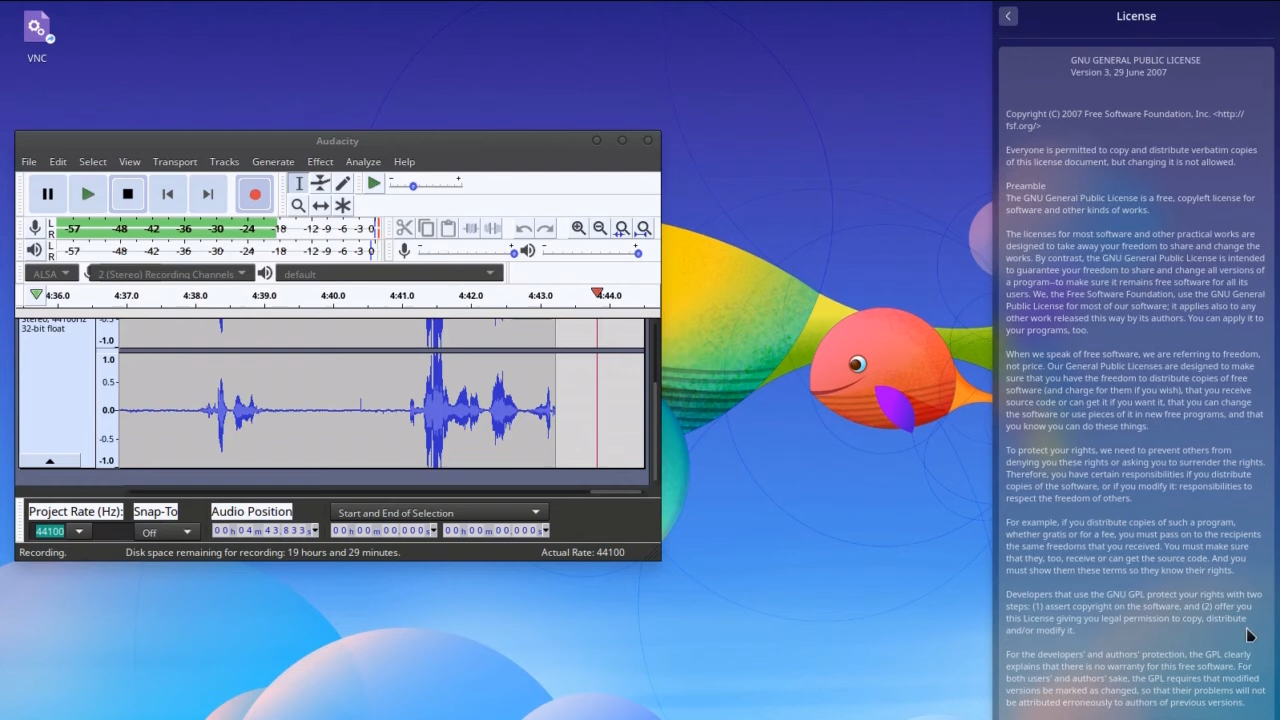 VNC
Audacity
File Edit Select View Transport Tracks Generate Effect Analyze Help
L
R
-57 -48 -42 -36 -30 -24 -18 -12 -9 -6 -3 0
L
R
-57 -48 -42 -36 -30 -24 -18 -12 -9 -6 -3 0
ALSA 2 (Stereo) Recording Channels default
4:36.0 4:37.0 4:38.0 4:39.0 4:40.0 4:41.0 4:42.0 4:43.0 4:44.0
Stereo, 44100Hz
32-bit float
-0.5
-1.0
1.0
0.5
0.0
-0.5
-1.0
Project Rate (Hz): Snap-To Audio Position Start and End of Selection
44100 Off 00h04m43.833s 00h00m00.000s 00h00m00.000s
Recording. Disk space remaining for recording: 19 hours and 29 minutes. Actual Rate: 44100
License
GNU GENERAL PUBLIC LICENSE
Version 3, 29 June 2007
Copyright (C) 2007 Free Software Foundation, Inc. <http://
fsf.org/>
Everyone is permitted to copy and distribute verbatim copies
of this license document, but changing it is not allowed.
Preamble
The GNU General Public License is a free, copyleft license for
software and other kinds of works.
The licenses for most software and other practical works are
designed to take away your freedom to share and change the
works. By contrast, the GNU General Public License is intended
to guarantee your freedom to share and change all versions of
a program--to make sure it remains free software for all its
users. We, the Free Software Foundation, use the GNU General
Public License for most of our software; it applies also to any
other work released this way by its authors. You can apply it to
your programs, too.
When we speak of free software, we are referring to freedom,
not price. Our General Public Licenses are designed to make
sure that you have the freedom to distribute copies of free
software (and charge for them if you wish), that you receive
source code or can get it if you want it, that you can change
the software or use pieces of it in new free programs, and that
you know you can do these things.
To protect your rights, we need to prevent others from
denying you these rights or asking you to surrender the rights.
Therefore, you have certain responsibilities if you distribute
copies of the software, or if you modify it: responsibilities to
respect the freedom of others.
For example, if you distribute copies of such a program,
whether gratis or for a fee, you must pass on to the recipients
the same freedoms that you received. You must make sure
that they, too, receive or can get the source code. And you
must show them these terms so they know their rights.
Developers that use the GNU GPL protect your rights with two
steps: (1) assert copyright on the software, and (2) offer you
this License giving you legal permission to copy, distribute
and/or modify it.
For the developers' and authors' protection, the GPL clearly
explains that there is no warranty for this free software. For
both users' and authors' sake, the GPL requires that modified
versions be marked as changed, so that their problems will not
be attributed erroneously to authors of previous versions.